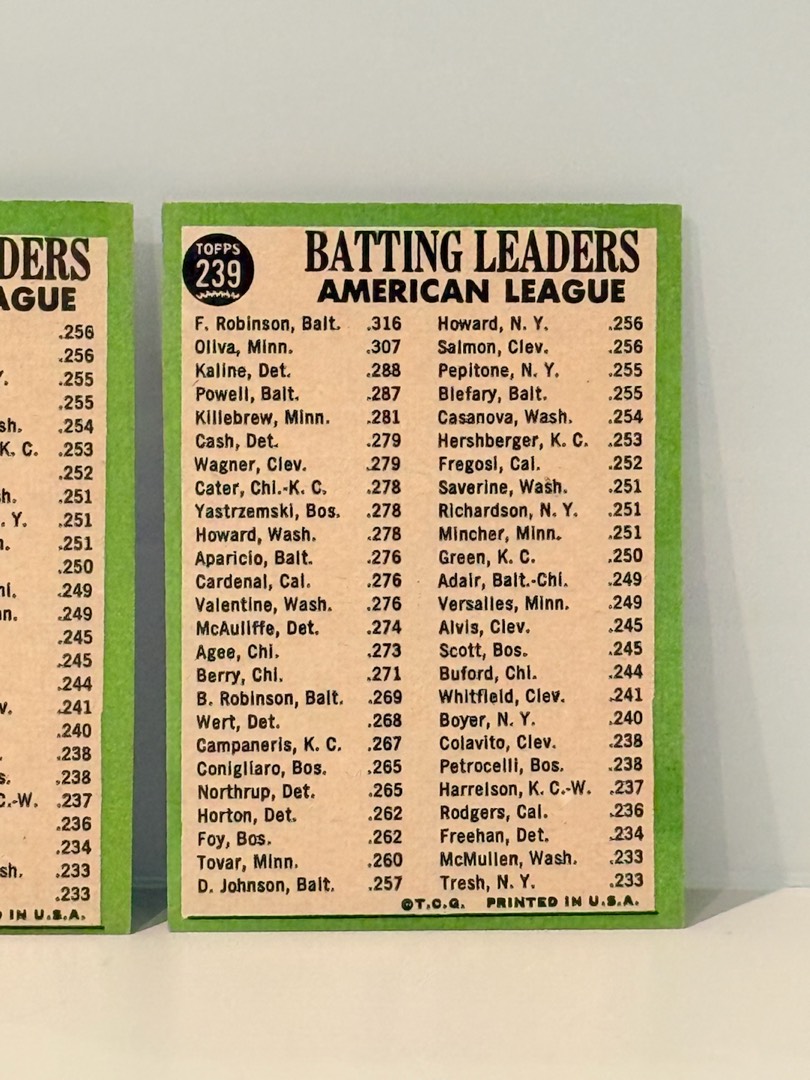 DERS
AGUE
.256
.256
Y. .255
.255
sh. .254
K. C. .253
.252
h. .251
. Y. .251
n. .251
.250
hi. .249
nn. .249
.245
.245
.244
v. .241
.240
. .238
s. .238
C.-W. .237
.236
.234
sh. .233
.233
IN U.S.A.
TOPPS
239
BATTING LEADERS
AMERICAN LEAGUE
F. Robinson, Balt. .316
Oliva, Minn. .307
Kaline, Det. .288
Powell, Balt. .287
Killebrew, Minn. .281
Cash, Det. .279
Wagner, Clev. .279
Cater, Chi.-K. C. .278
Yastrzemski, Bos. .278
Howard, Wash. .278
Aparicio, Balt. .276
Cardenal, Cal. .276
Valentine, Wash. .276
McAuliffe, Det. .274
Agee, Chi. .273
Berry, Chi. .271
B. Robinson, Balt. .269
Wert, Det. .268
Campaneris, K. C. .267
Conigliaro, Bos. .265
Northrup, Det. .265
Horton, Det. .262
Foy, Bos. .262
Tovar, Minn. .260
D. Johnson, Balt. .257
Howard, N. Y. .256
Salmon, Clev. .256
Pepitone, N. Y. .255
Blefary, Balt. .255
Casanova, Wash. .254
Hershberger, K. C. .253
Fregosi, Cal. .252
Saverine, Wash. .251
Richardson, N. Y. .251
Mincher, Minn. .251
Green, K. C. .250
Adair, Balt.-Chi. .249
Versalles, Minn. .249
Alvis, Clev. .245
Scott, Bos. .245
Buford, Chi. .244
Whitfield, Clev. .241
Boyer, N. Y. .240
Colavito, Clev. .238
Petrocelli, Bos. .238
Harrelson, K. C.-W. .237
Rodgers, Cal. .236
Freehan, Det. .234
McMullen, Wash. .233
Tresh, N. Y. .233
©T.C.G. PRINTED IN U.S.A.